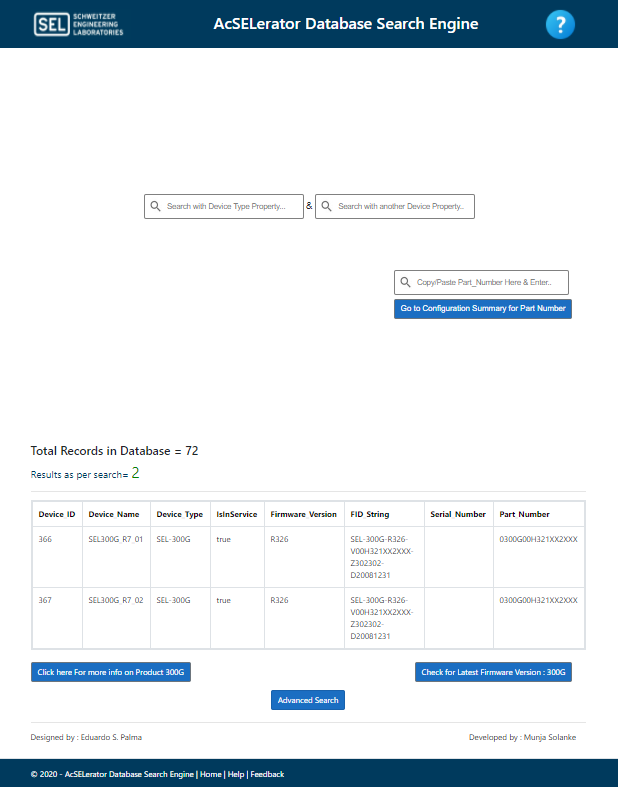 SEL SCHWEITZER
ENGINEERING
LABORATORIES
AcSELerator Database Search Engine
?
Search with Device Type Property... & Search with another Device Property..
Copy/Paste Part_Number Here & Enter..
Go to Configuration Summary for Part Number
Total Records in Database = 72
Results as per search= 2
Device ID Device Name Device Type IsInService Firmware Version FID String Serial Number Part Number
366 SEL300G_R7_01 SEL-300G true R326 SEL-300G-R326- 0300G00H321XX2XXX
V00H321XX2XXX-
Z302302-
D20081231
367 SEL300G_R7_02 SEL-300G true R326 SEL-300G-R326- 0300G00H321XX2XXX
V00H321XX2XXX-
Z302302-
D20081231
Click here For more info on Product 300G Check for Latest Firmware Version : 300G
Advanced Search
Designed by : Eduardo S. Palma Developed by : Munja Solanke
© 2020 - AcSELerator Database Search Engine | Home | Help | Feedback